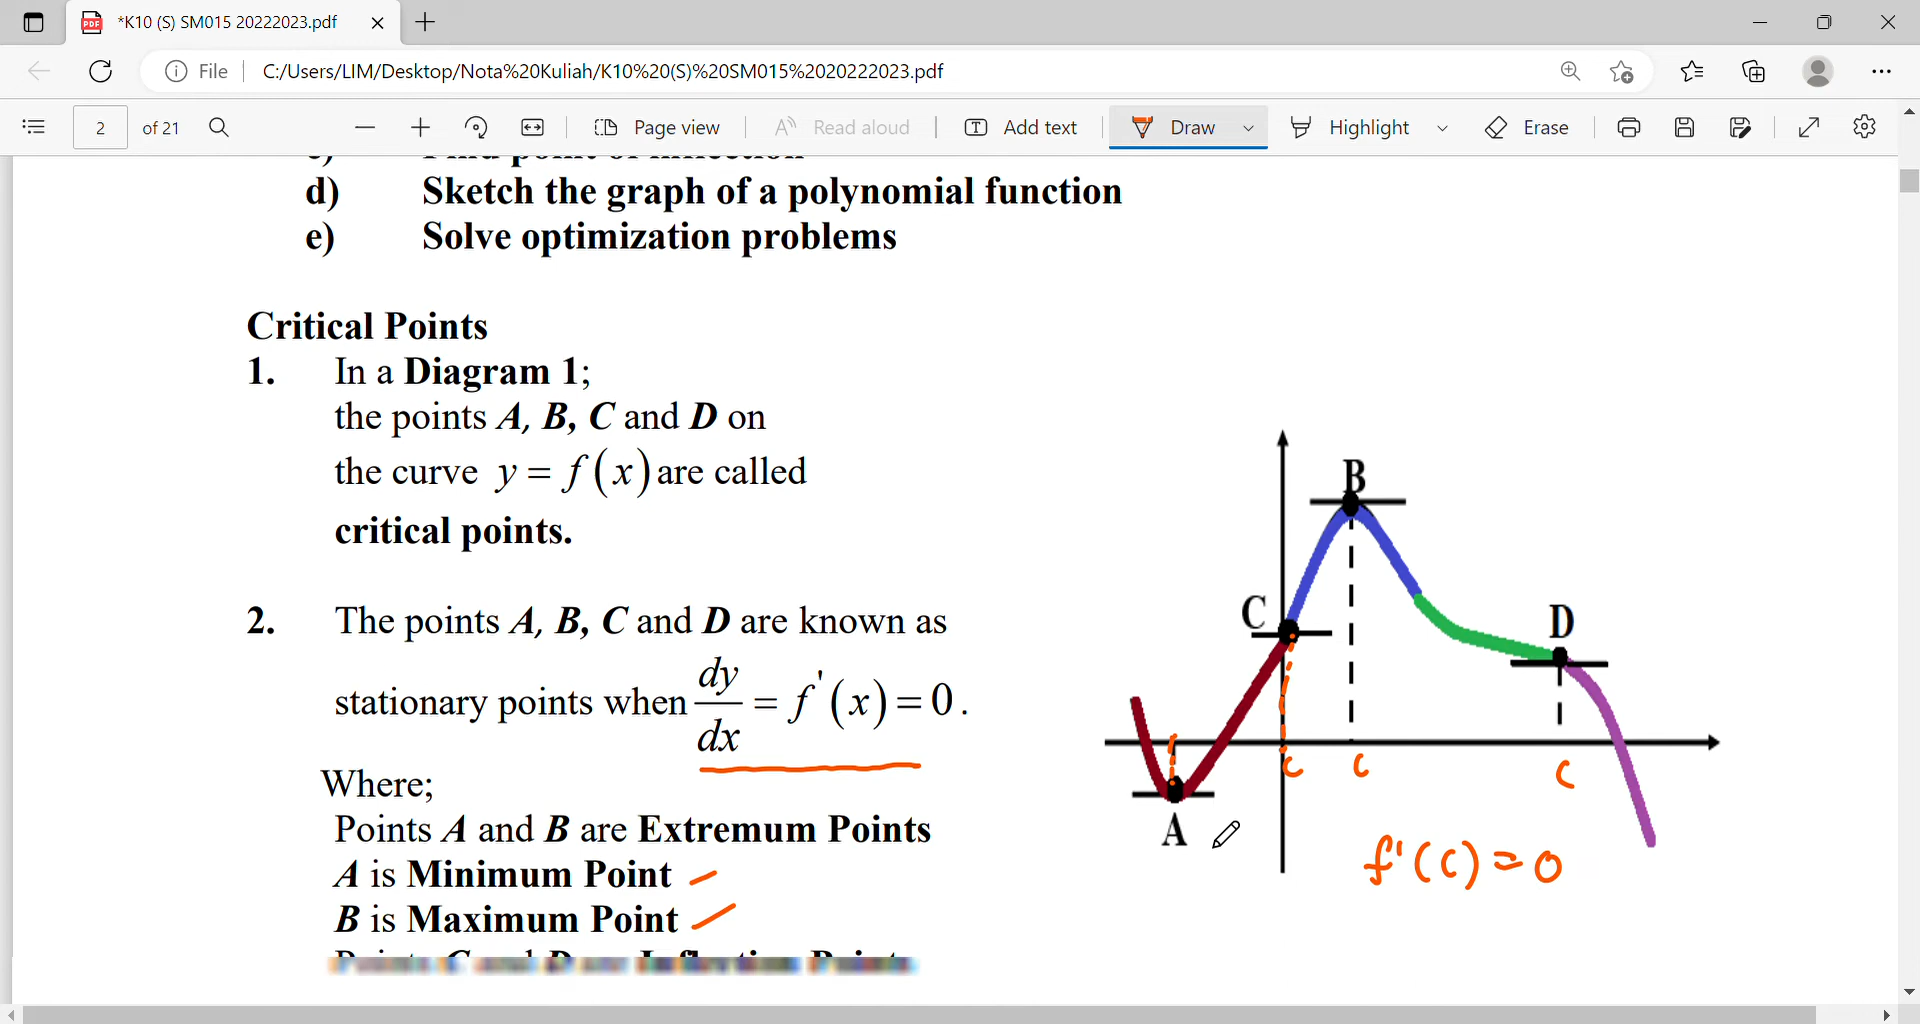 *K10 (S) SM015 20222023.pdf
File
C:/Users/LIM/Desktop/Nota%20Kuliah/K10%20(S)%20SM015%2020222023.pdf
2 of 21
Page view
Read aloud
Add text
Draw
Highlight
Erase
d) Sketch the graph of a polynomial function
e) Solve optimization problems
Critical Points
1. In a Diagram 1;
the points A, B, C and D on
the curve y = f(x) are called
critical points.
2. The points A, B, C and D are known as
stationary points when dy/dx = f'(x) = 0.
Where;
Points A and B are Extremum Points
A is Minimum Point
B is Maximum Point
B
C
D
A
c c c
f'(c) = 0